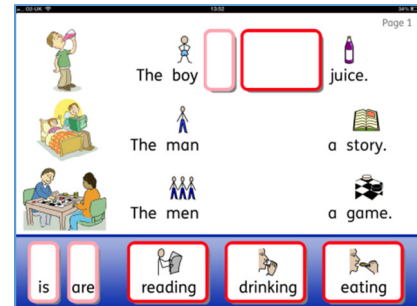 O2-UK 13:52 34%
Page 1
The boy juice.
The man a story.
The men a game.
is are reading drinking eating